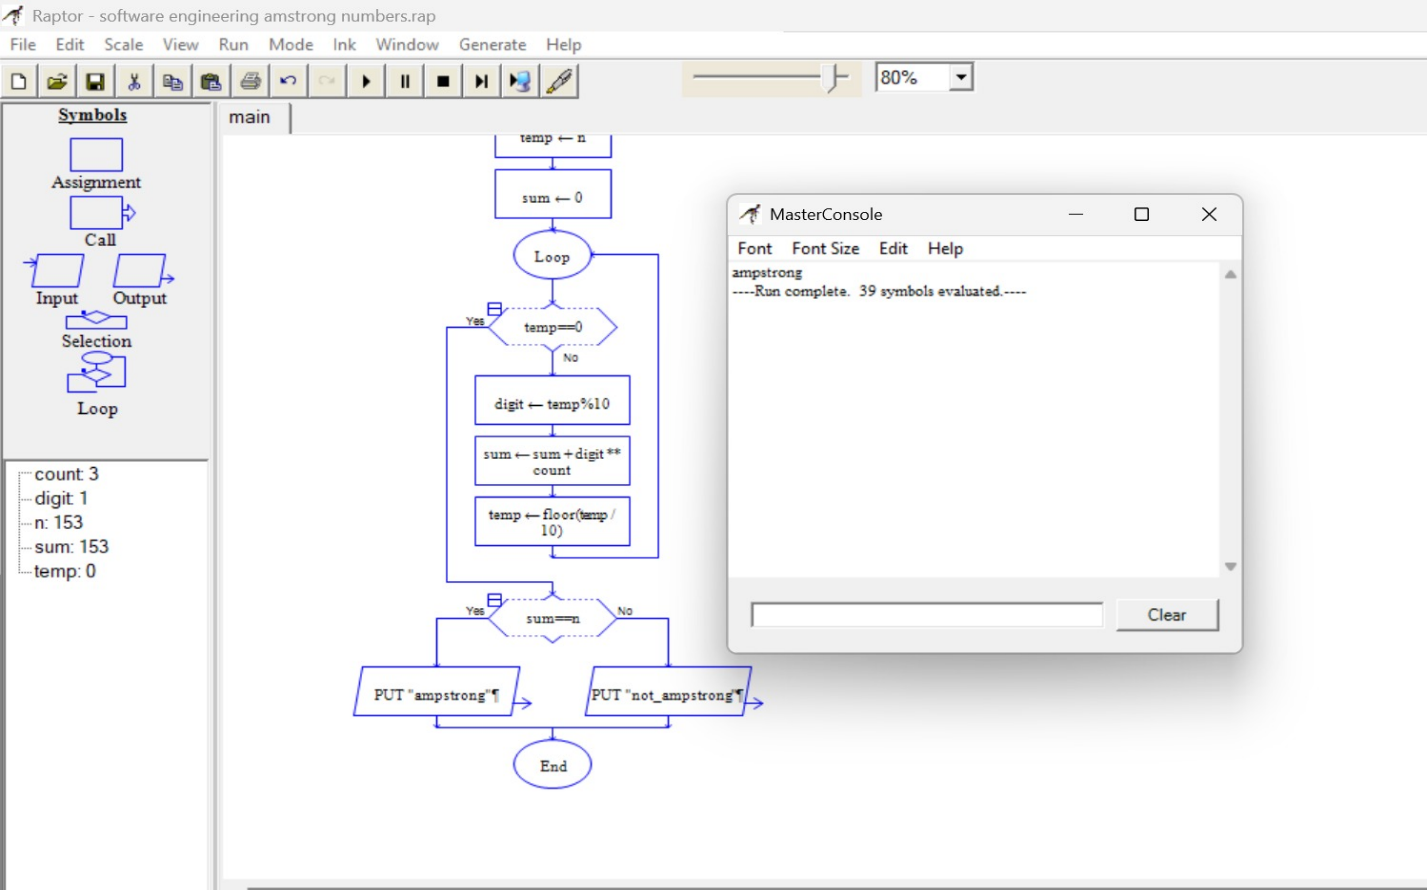 Raptor - software engineering amstrong numbers.rap
File Edit Scale View Run Mode Ink Window Generate Help
80%
Symbols
Assignment
Call
Input Output
Selection
Loop
count: 3
digit: 1
n: 153
sum: 153
temp: 0
main
temp ← n
sum ← 0
Loop
Yes
temp==0
No
digit ← temp%10
sum ← sum + digit **
count
temp ← floor(temp /
10)
Yes
sum==n
No
PUT "ampstrong"¶
PUT "not_ampstrong"¶
End
MasterConsole
Font Font Size Edit Help
ampstrong
----Run complete. 39 symbols evaluated.----
Clear